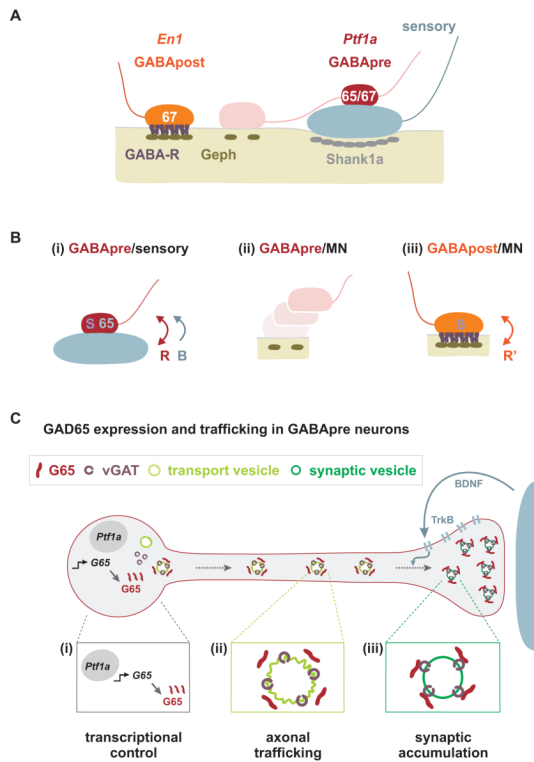 A
En1
GABApost
Ptf1a
GABApre
sensory
67
65/67
GABA-R
Geph
Shank1a
B
(i) GABApre/sensory
(ii) GABApre/MN
(iii) GABApost/MN
S 65
S
R B
R'
C
GAD65 expression and trafficking in GABApre neurons
G65 vGAT transport vesicle synaptic vesicle
BDNF
TrkB
Ptf1a
G65
G65
(i)
(ii)
(iii)
Ptf1a
G65
G65
transcriptional
control
axonal
trafficking
synaptic
accumulation